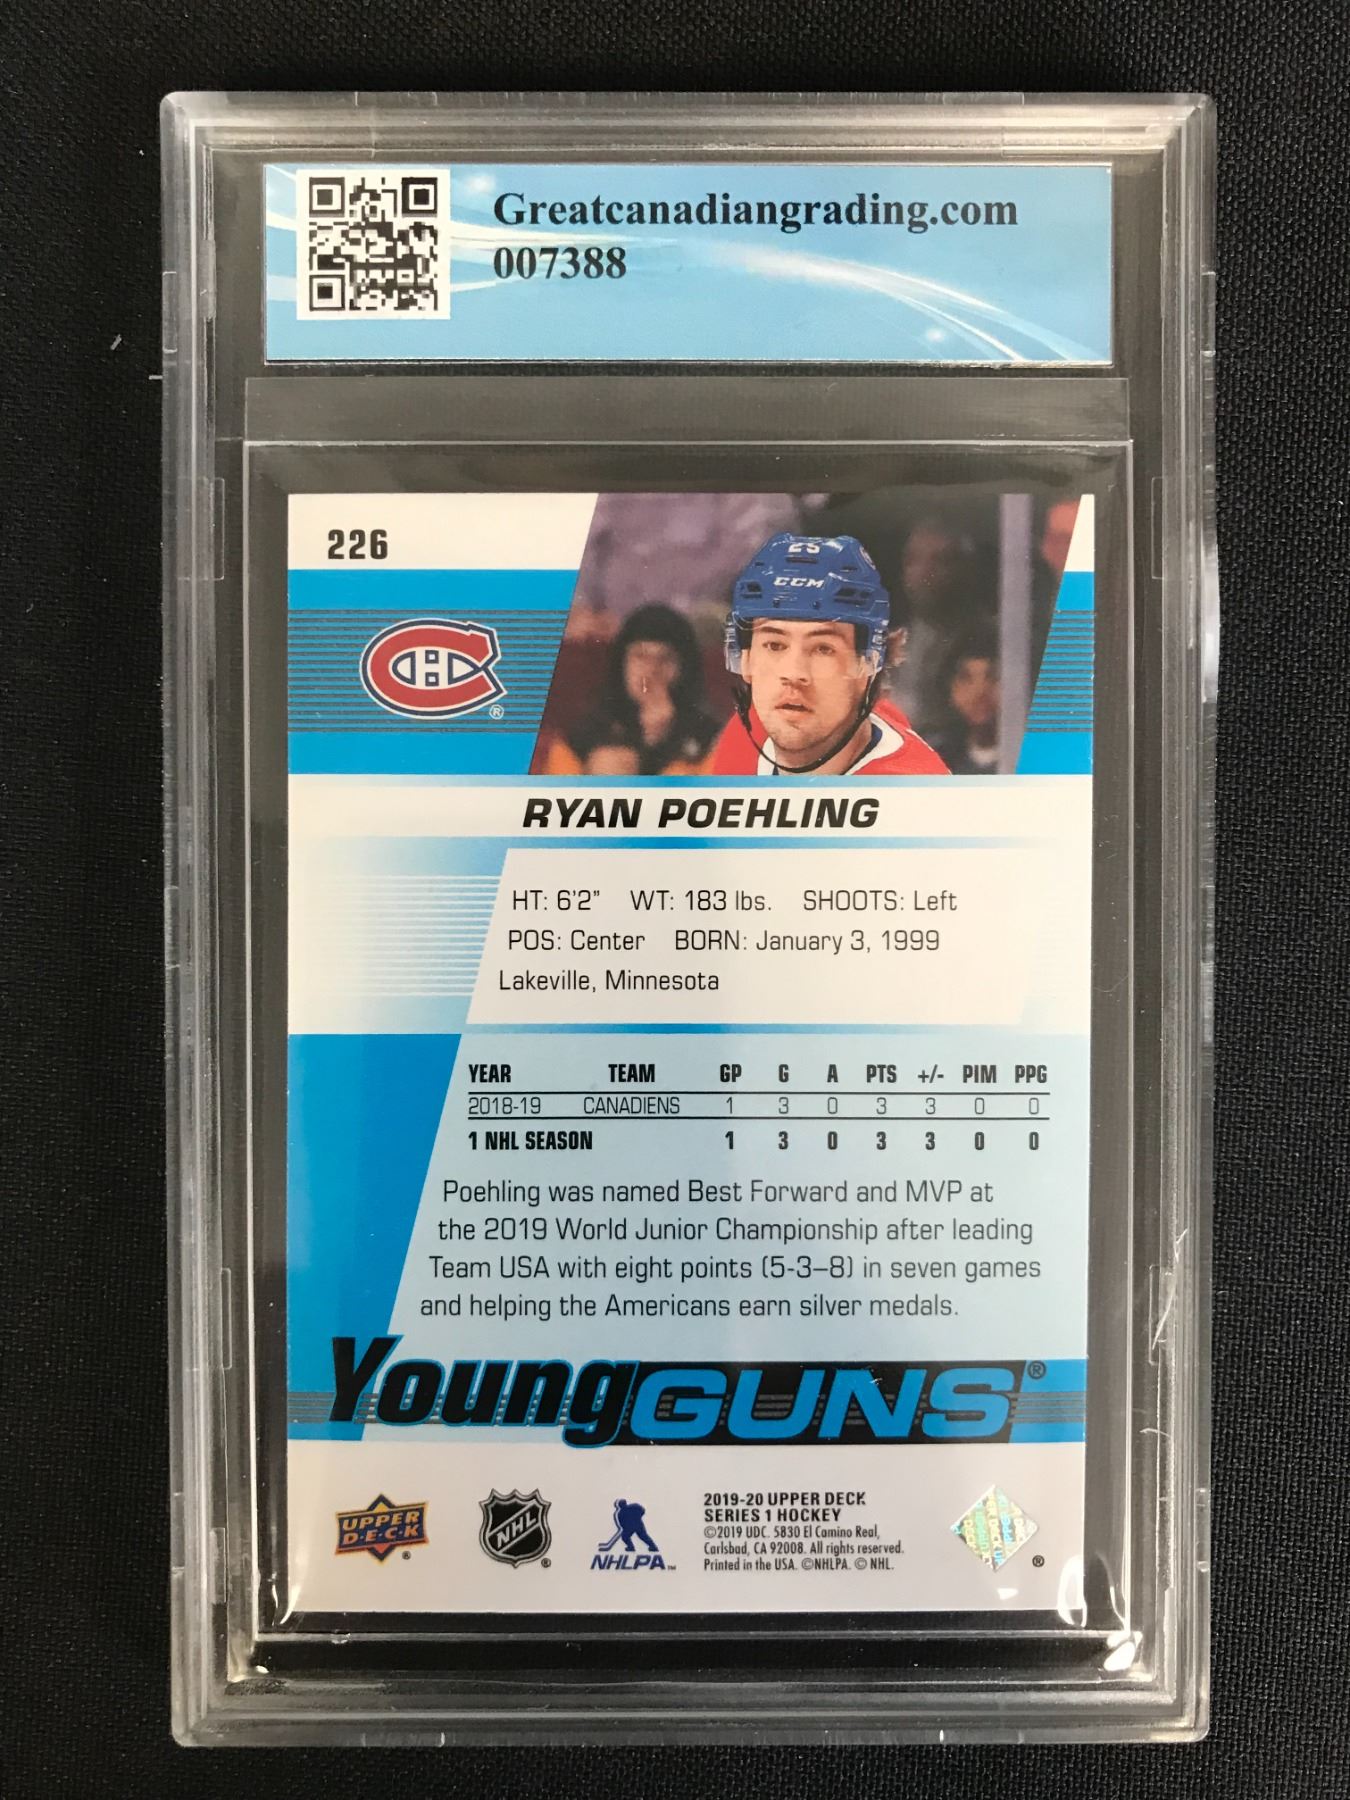 Greatcanadiangrading.com
007388
226
25
CCM
RYAN POEHLING
HT: 6'2" WT: 183 lbs. SHOOTS: Left
POS: Center BORN: January 3, 1999
Lakeville, Minnesota
YEAR TEAM GP G A PTS +/- PIM PPG
2018-19 CANADIENS 1 3 0 3 3 0 0
1 NHL SEASON 1 3 0 3 3 0 0
Poehling was named Best Forward and MVP at
the 2019 World Junior Championship after leading
Team USA with eight points (5-3–8) in seven games
and helping the Americans earn silver medals.
Young GUNS®
UPPER
D·E·C·K
®
NHL
®
NHLPA™
2019-20 UPPER DECK
SERIES 1 HOCKEY
©2019 UDC. 5830 El Camino Real,
Carlsbad, CA 92008. All rights reserved.
Printed in the USA. ©NHLPA. © NHL.
®